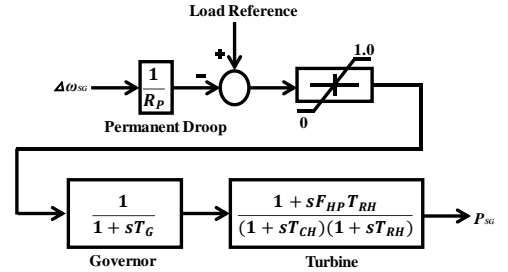 Load Reference
+
1.0
Δω_SG
1
R_P
−
0
Permanent Droop
1
1 + sT_G
1 + sF_HP T_RH
(1 + sT_CH)(1 + sT_RH)
P_SG
Governor
Turbine